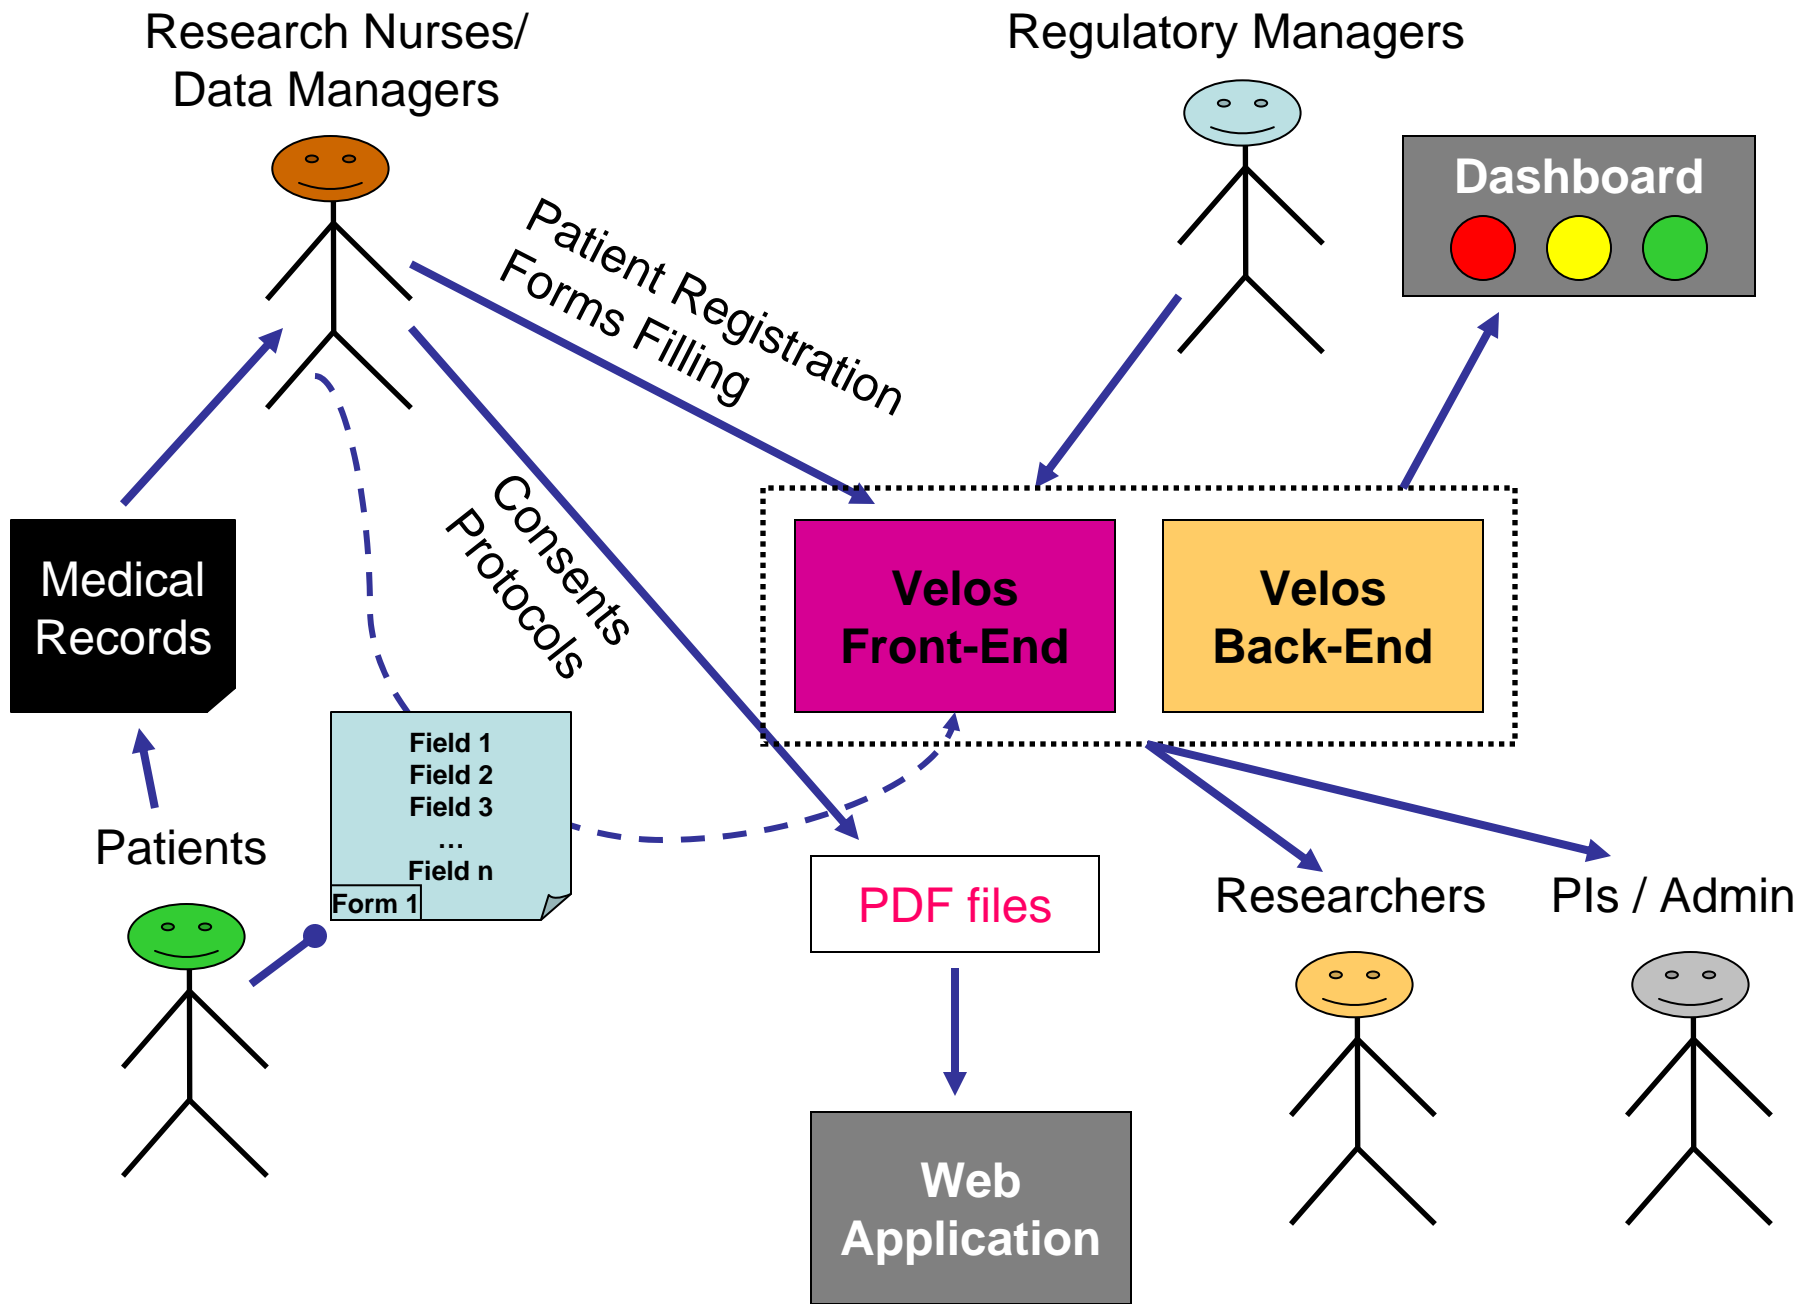 Research Nurses/
Data Managers
Regulatory Managers
Dashboard
Patient Registration
Forms Filling
Consents
Protocols
Medical
Records
Velos
Front-End
Velos
Back-End
Field 1
Field 2
Field 3
…
Field n
Form 1
Patients
PDF files
Researchers
PIs / Admin
Web
Application